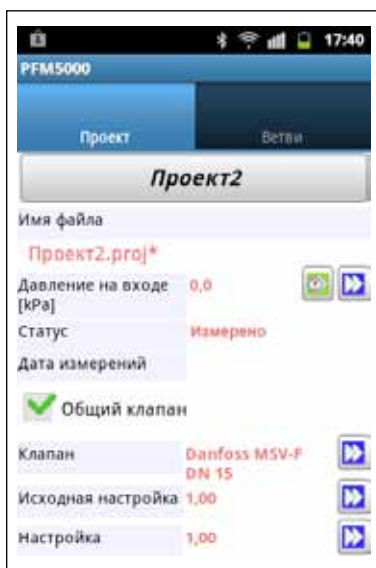 17:40
PFM5000
Проект
Ветви
Проект2
Имя файла
Проект2.proj*
Давление на входе 0,0
[kPa]
Статус Измерено
Дата измерений
Общий клапан
Клапан Danfoss MSV-F
DN 15
Исходная настройка 1,00
Настройка 1,00